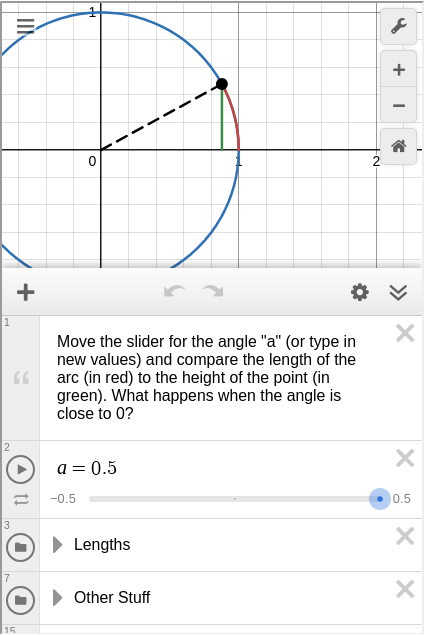 1
0
1
2
1
Move the slider for the angle "a" (or type in
new values) and compare the length of the
arc (in red) to the height of the point (in
green). What happens when the angle is
close to 0?
2
a = 0.5
−0.5 0.5
3
Lengths
7
Other Stuff
15